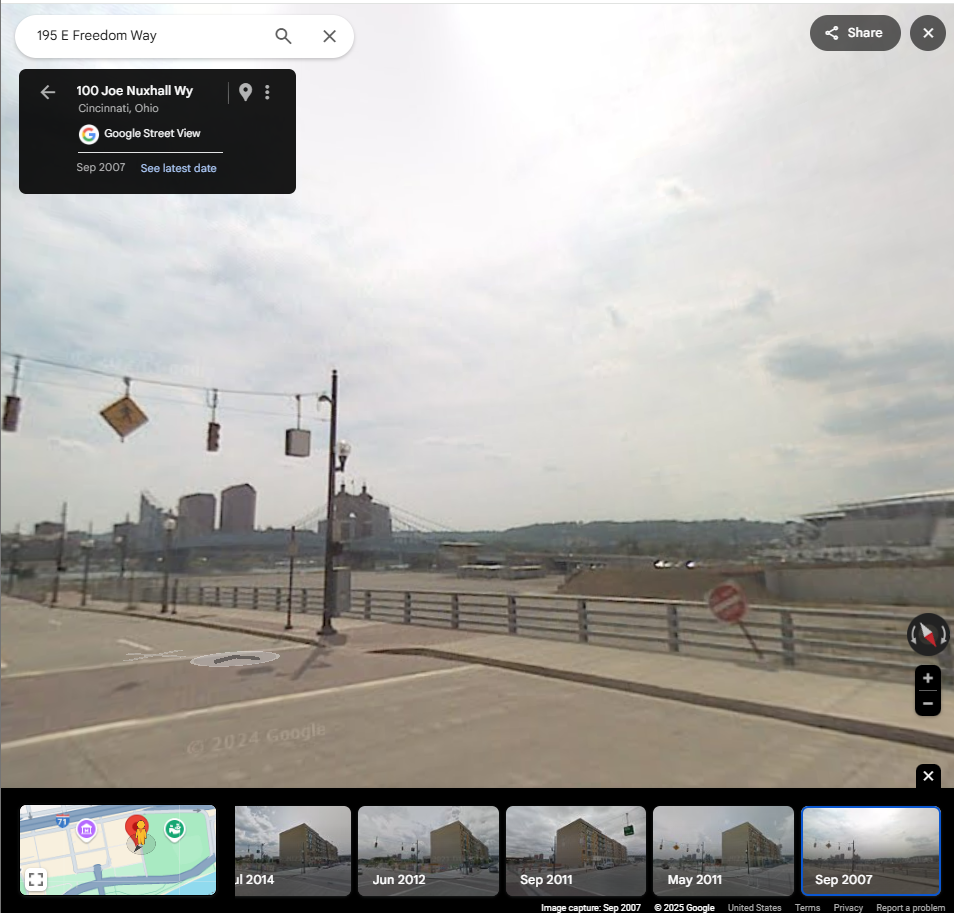 195 E Freedom Way
Share
100 Joe Nuxhall Wy
Cincinnati, Ohio
Google Street View
Sep 2007
See latest date
© 2024 Google
71
ul 2014
Jun 2012
Sep 2011
May 2011
Sep 2007
Image capture: Sep 2007
© 2025 Google
United States
Terms
Privacy
Report a problem